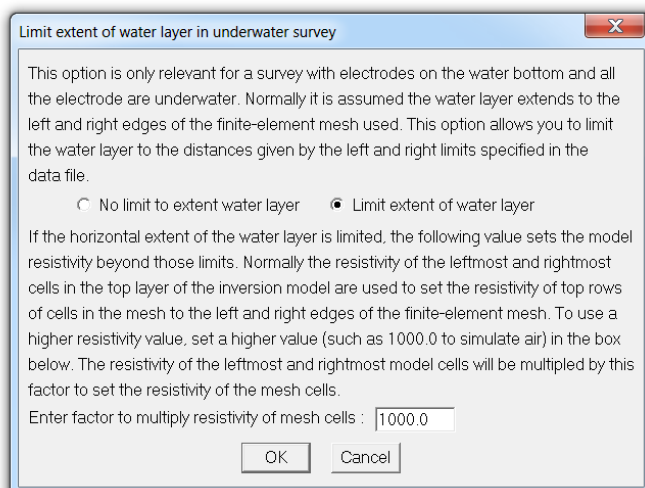 Limit extent of water layer in underwater survey
This option is only relevant for a survey with electrodes on the water bottom and all
the electrode are underwater. Normally it is assumed the water layer extends to the
left and right edges of the finite-element mesh used. This option allows you to limit
the water layer to the distances given by the left and right limits specified in the
data file.
No limit to extent water layer Limit extent of water layer
If the horizontal extent of the water layer is limited, the following value sets the model
resistivity beyond those limits. Normally the resistivity of the leftmost and rightmost
cells in the top layer of the inversion model are used to set the resistivity of top rows
of cells in the mesh to the left and right edges of the finite-element mesh. To use a
higher resistivity value, set a higher value (such as 1000.0 to simulate air) in the box
below. The resistivity of the leftmost and rightmost model cells will be multipled by this
factor to set the resistivity of the mesh cells.
Enter factor to multiply resistivity of mesh cells : 1000.0
OK Cancel